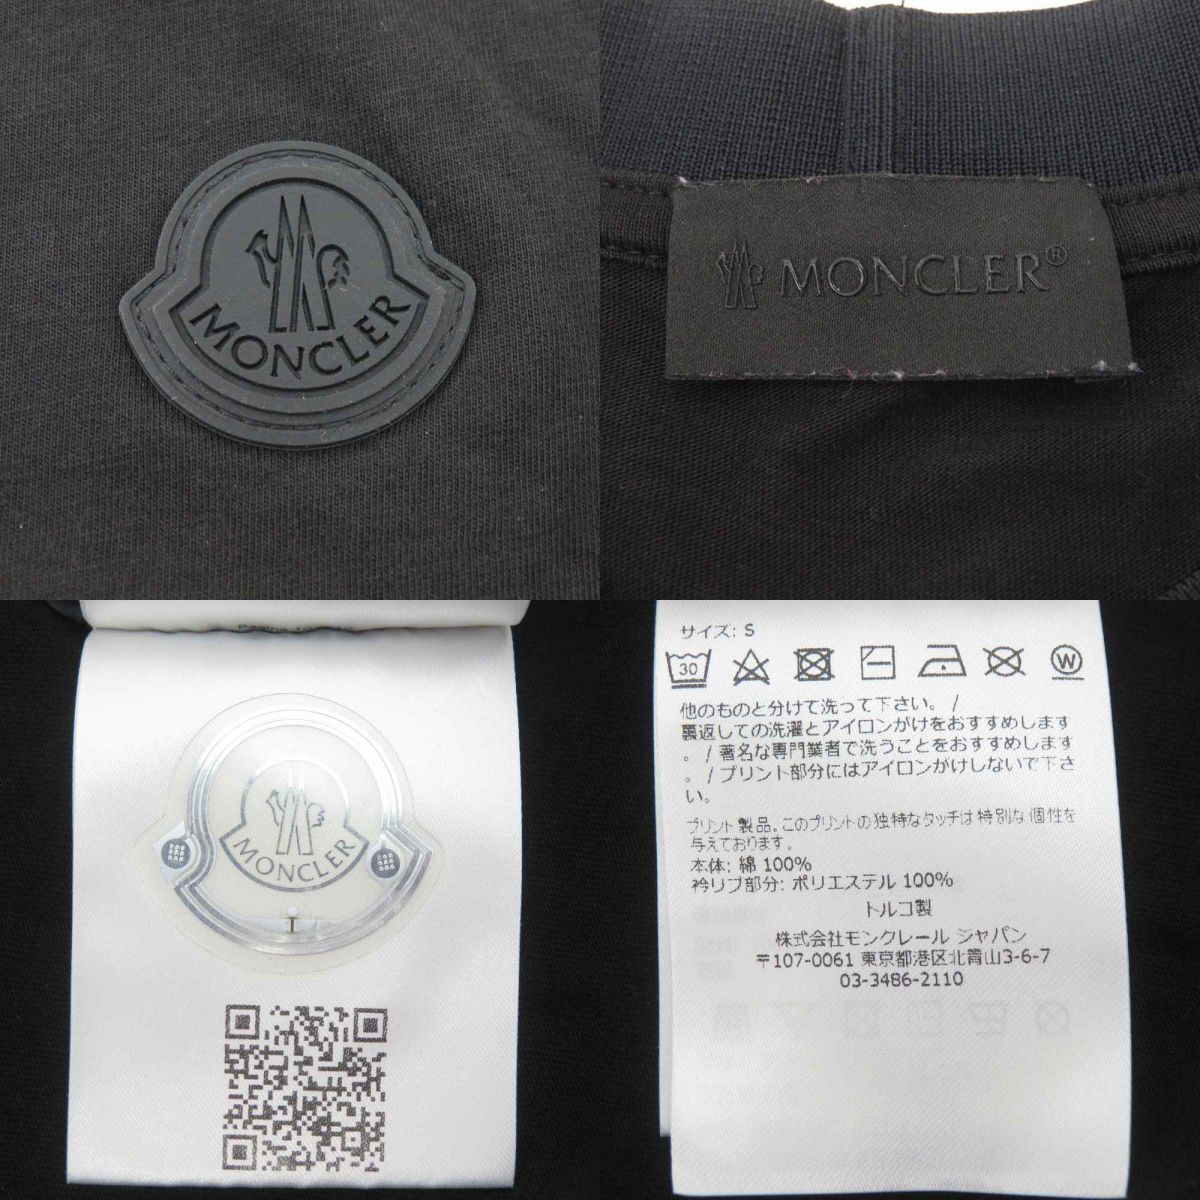 MONCLER
MONCLER®
MONCLER
サイズ: S
30
W
他のものと分けて洗って下さい。 /
裏返しての洗濯とアイロンがけをおすすめします
。 / 著名な専門業者で洗うことをおすすめします
。 / プリント部分にはアイロンがけしないで下さ
い。
プリント 製品。このプリントの独特なタッチは特別な個性を
与えております。
本体: 綿 100%
衿リブ部分: ポリエステル 100%
トルコ製
株式会社モンクレール ジャパン
〒107-0061 東京都港区北青山3-6-7
03-3486-2110